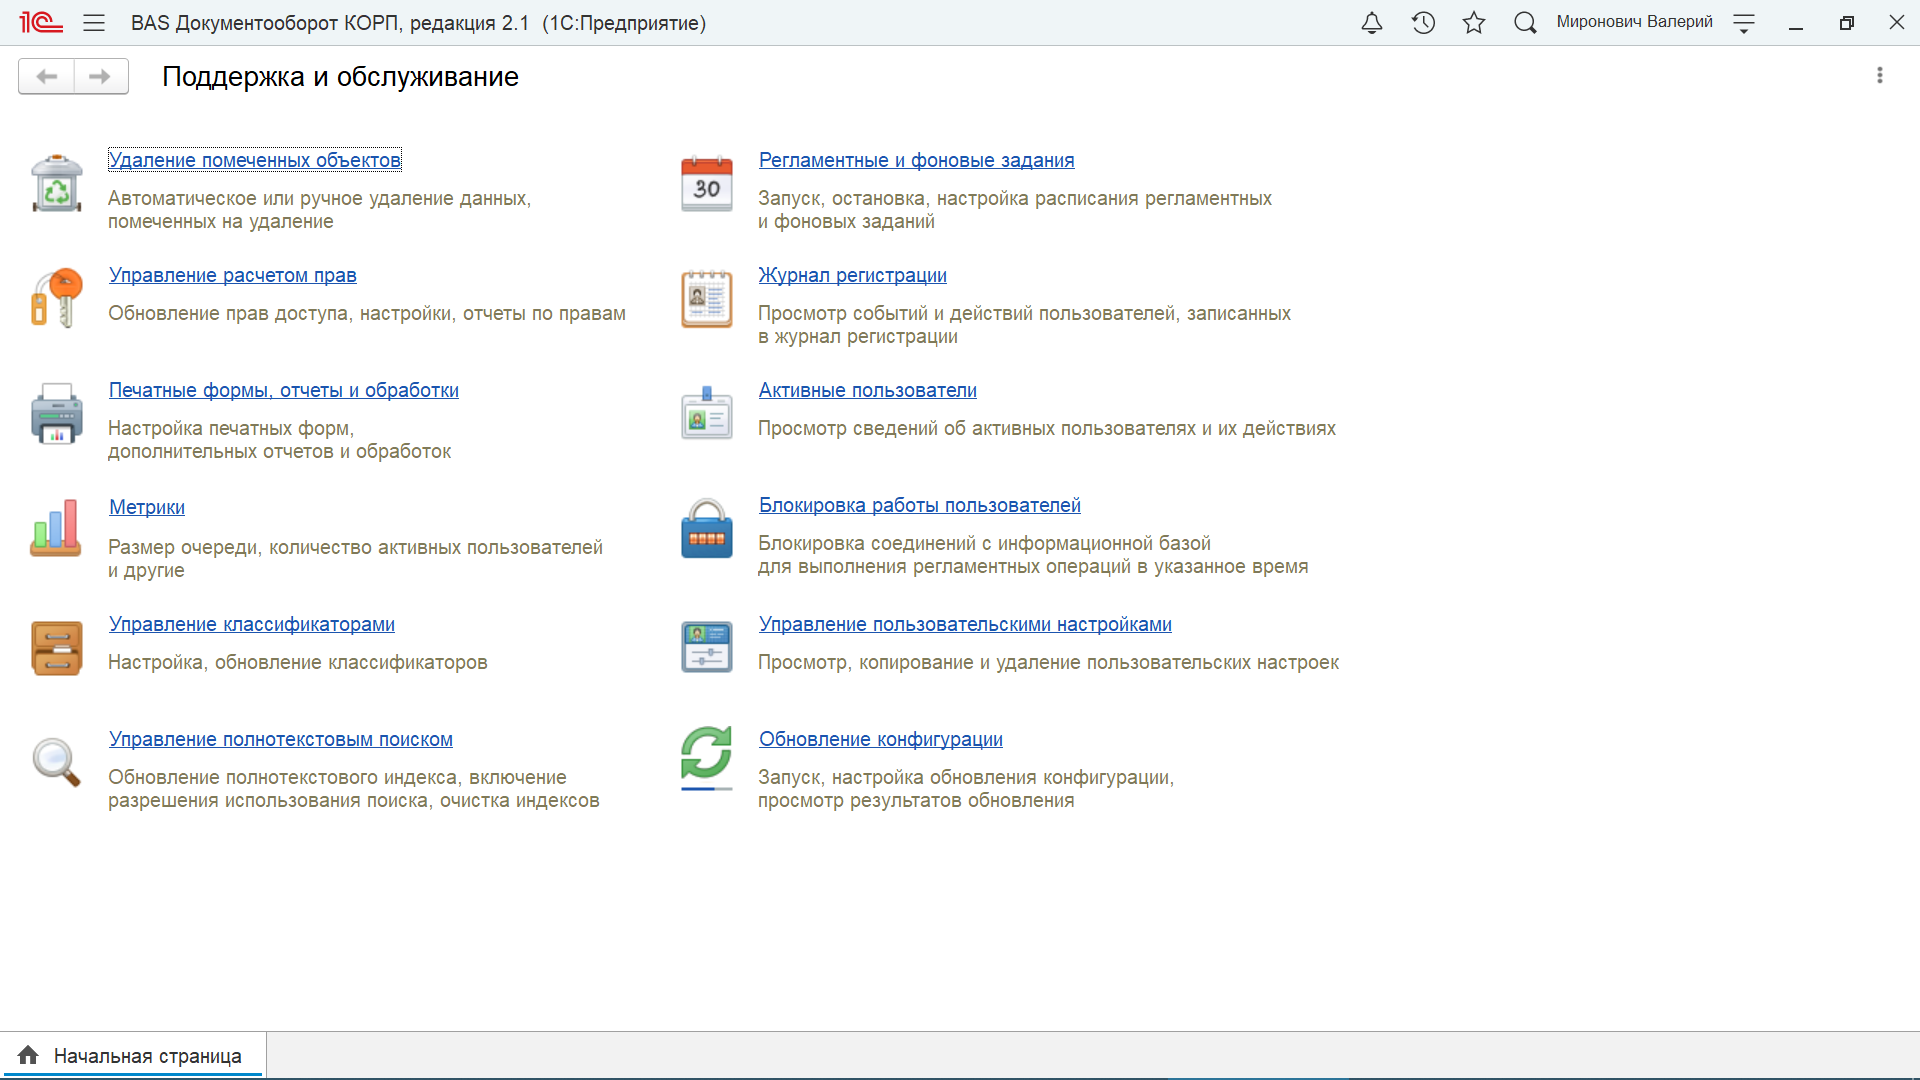 1С BAS Документооборот КОРП, редакция 2.1 (1С:Предприятие) Миронович Валерий
Поддержка и обслуживание
Удаление помеченных объектов
Автоматическое или ручное удаление данных,
помеченных на удаление
30
Регламентные и фоновые задания
Запуск, остановка, настройка расписания регламентных
и фоновых заданий
Управление расчетом прав
Обновление прав доступа, настройки, отчеты по правам
Журнал регистрации
Просмотр событий и действий пользователей, записанных
в журнал регистрации
Печатные формы, отчеты и обработки
Настройка печатных форм,
дополнительных отчетов и обработок
Активные пользователи
Просмотр сведений об активных пользователях и их действиях
Метрики
Размер очереди, количество активных пользователей
и другие
Блокировка работы пользователей
Блокировка соединений с информационной базой
для выполнения регламентных операций в указанное время
Управление классификаторами
Настройка, обновление классификаторов
Управление пользовательскими настройками
Просмотр, копирование и удаление пользовательских настроек
Управление полнотекстовым поиском
Обновление полнотекстового индекса, включение
разрешения использования поиска, очистка индексов
Обновление конфигурации
Запуск, настройка обновления конфигурации,
просмотр результатов обновления
Начальная страница